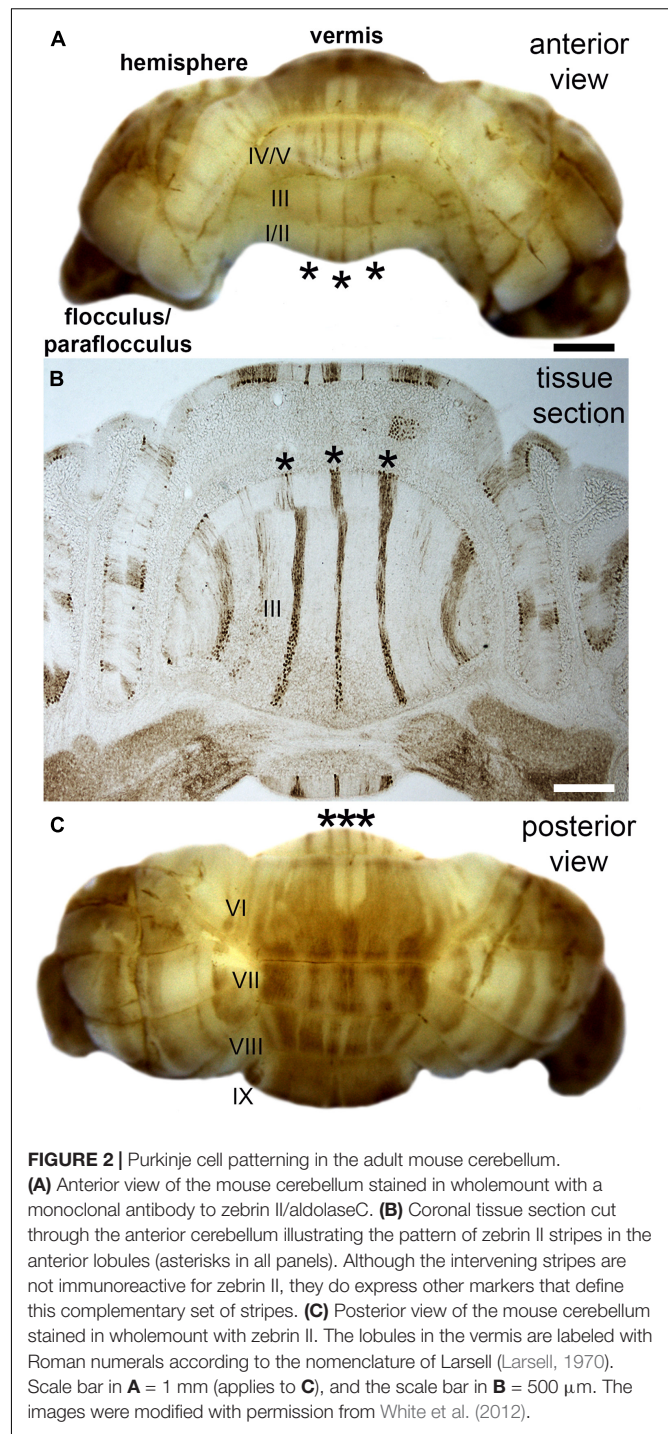 A
vermis
anterior
view
hemisphere
IV/V
III
I/II
* * *
flocculus/
paraflocculus
B
tissue
section
* * *
III
C
***
posterior
view
VI
VII
VIII
IX
FIGURE 2 | Purkinje cell patterning in the adult mouse cerebellum.
(A) Anterior view of the mouse cerebellum stained in wholemount with a
monoclonal antibody to zebrin II/aldolaseC. (B) Coronal tissue section cut
through the anterior cerebellum illustrating the pattern of zebrin II stripes in the
anterior lobules (asterisks in all panels). Although the intervening stripes are
not immunoreactive for zebrin II, they do express other markers that define
this complementary set of stripes. (C) Posterior view of the mouse cerebellum
stained in wholemount with zebrin II. The lobules in the vermis are labeled with
Roman numerals according to the nomenclature of Larsell (Larsell, 1970).
Scale bar in A = 1 mm (applies to C), and the scale bar in B = 500 μm. The
images were modified with permission from White et al. (2012).